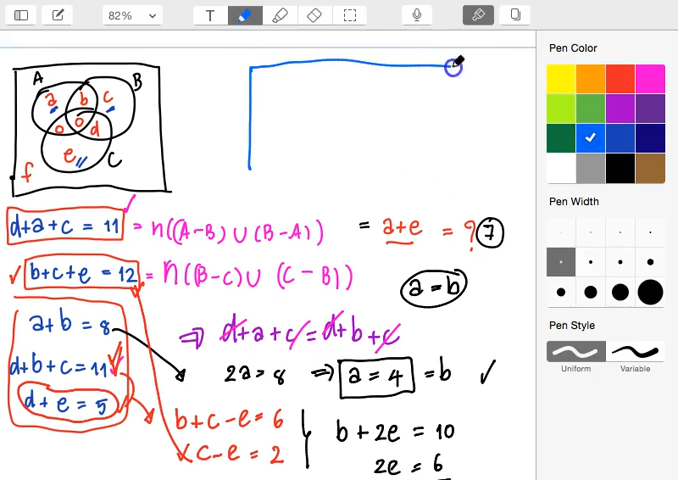 82%
T
Pen Color
Pen Width
Pen Style
Uniform
Variable
A
B
a
b
c
o
o
d
e
C
f
d+a+c = 11 = n((A-B) ∪ (B-A)) = a+e = ? 7
b+c+e = 12 = n((B-C) ∪ (C-B))
a = b
a+b = 8
⇒ d+a+c = d+b+c
d+b+c = 11
2a = 8 ⇒ a = 4 = b ✓
d+e = 5
b+c-e = 6
b+2e = 10
c-e = 2
2e = 6